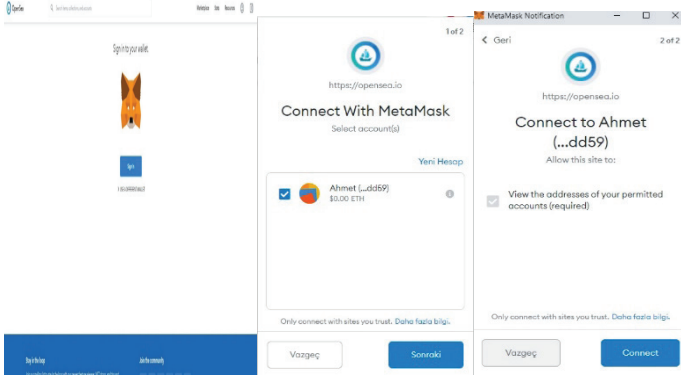 OpenSea
Marketplace Stats Resources
Sign in to your wallet
Sign In
Stay in the loop
Join the community
1 of 2
https://opensea.io
Connect With MetaMask
Select account(s)
Yeni Hesap
Ahmet (...dd59)
$0.00 ETH
Only connect with sites you trust. Daha fazla bilgi.
Vazgeç
Sonraki
MetaMask Notification
Geri
2 of 2
https://opensea.io
Connect to Ahmet
(...dd59)
Allow this site to:
View the addresses of your permitted
accounts (required)
Only connect with sites you trust. Daha fazla bilgi.
Vazgeç
Connect